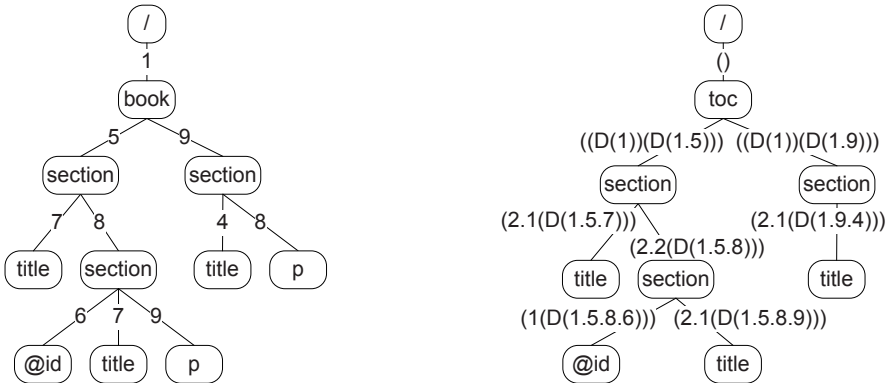 / /
1 ()
book toc
5 9 ((D(1))(D(1.5))) ((D(1))(D(1.9)))
section section section section
7 8 4 8 (2.1(D(1.5.7))) (2.1(D(1.9.4)))
(2.2(D(1.5.8)))
title section title p title section title
6 7 9 (1(D(1.5.8.6))) (2.1(D(1.5.8.9)))
@id title p @id title